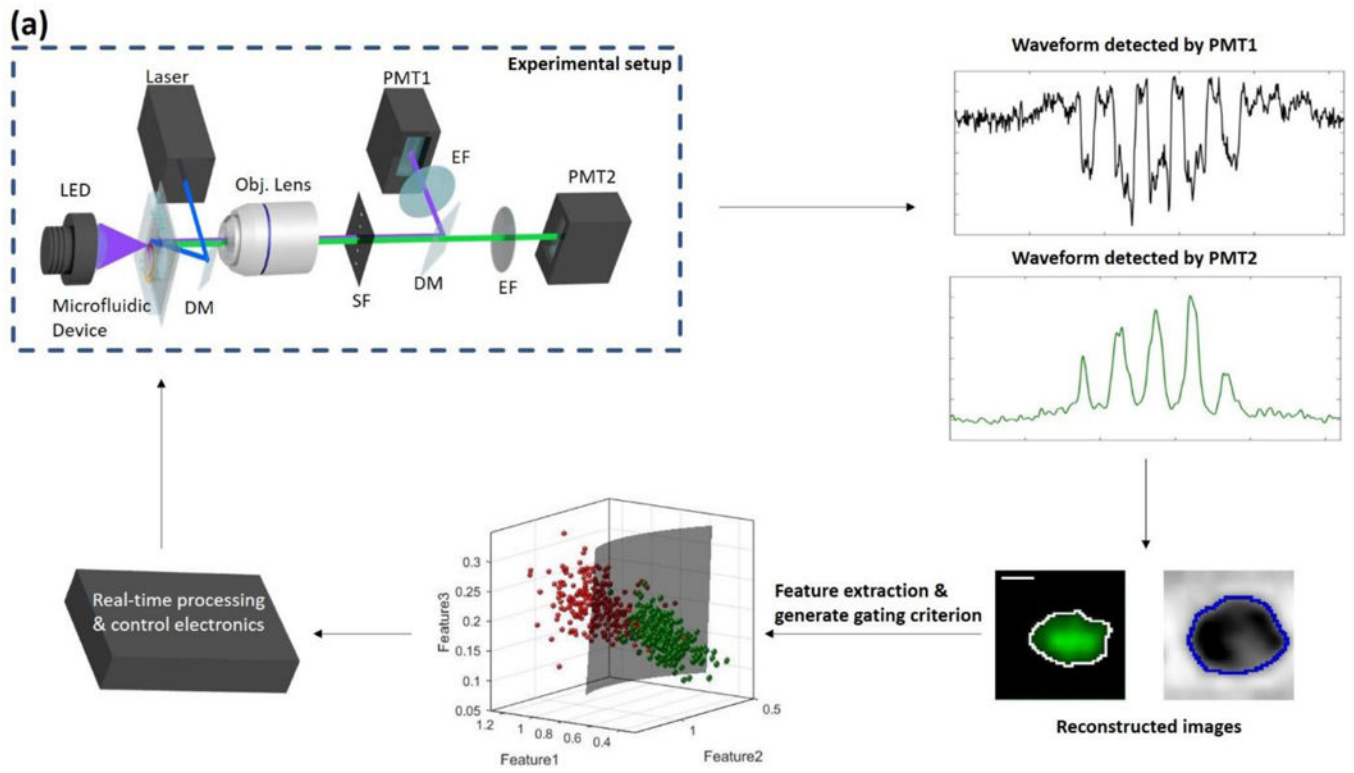 (a)
Experimental setup
Laser
PMT1
EF
PMT2
LED
Obj. Lens
Microfluidic
Device
DM
SF
DM
EF
Waveform detected by PMT1
Waveform detected by PMT2
Reconstructed images
Feature extraction &
generate gating criterion
Feature3
0.3
0.25
0.2
0.15
0.1
0.05
1.2
1
0.8
0.6
0.4
Feature1
1
0.5
Feature2
Real-time processing
& control electronics